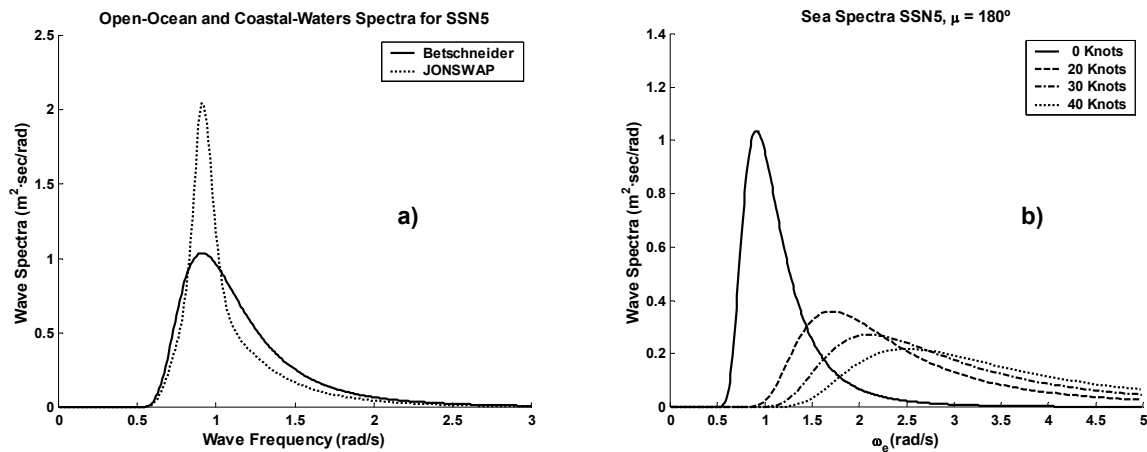 Open-Ocean and Coastal-Waters Spectra for SSN5
2.5
2
1.5
1
0.5
0
Wave Spectra (m²·sec/rad)
Betschneider
JONSWAP
a)
0 0.5 1 1.5 2 2.5 3
Wave Frequency (rad/s)
Sea Spectra SSN5, μ = 180º
1.4
1.2
1
0.8
0.6
0.4
0.2
0
Wave Spectra (m²·sec/rad)
0 Knots
20 Knots
30 Knots
40 Knots
b)
0 0.5 1 1.5 2 2.5 3 3.5 4 4.5 5
ωe(rad/s)